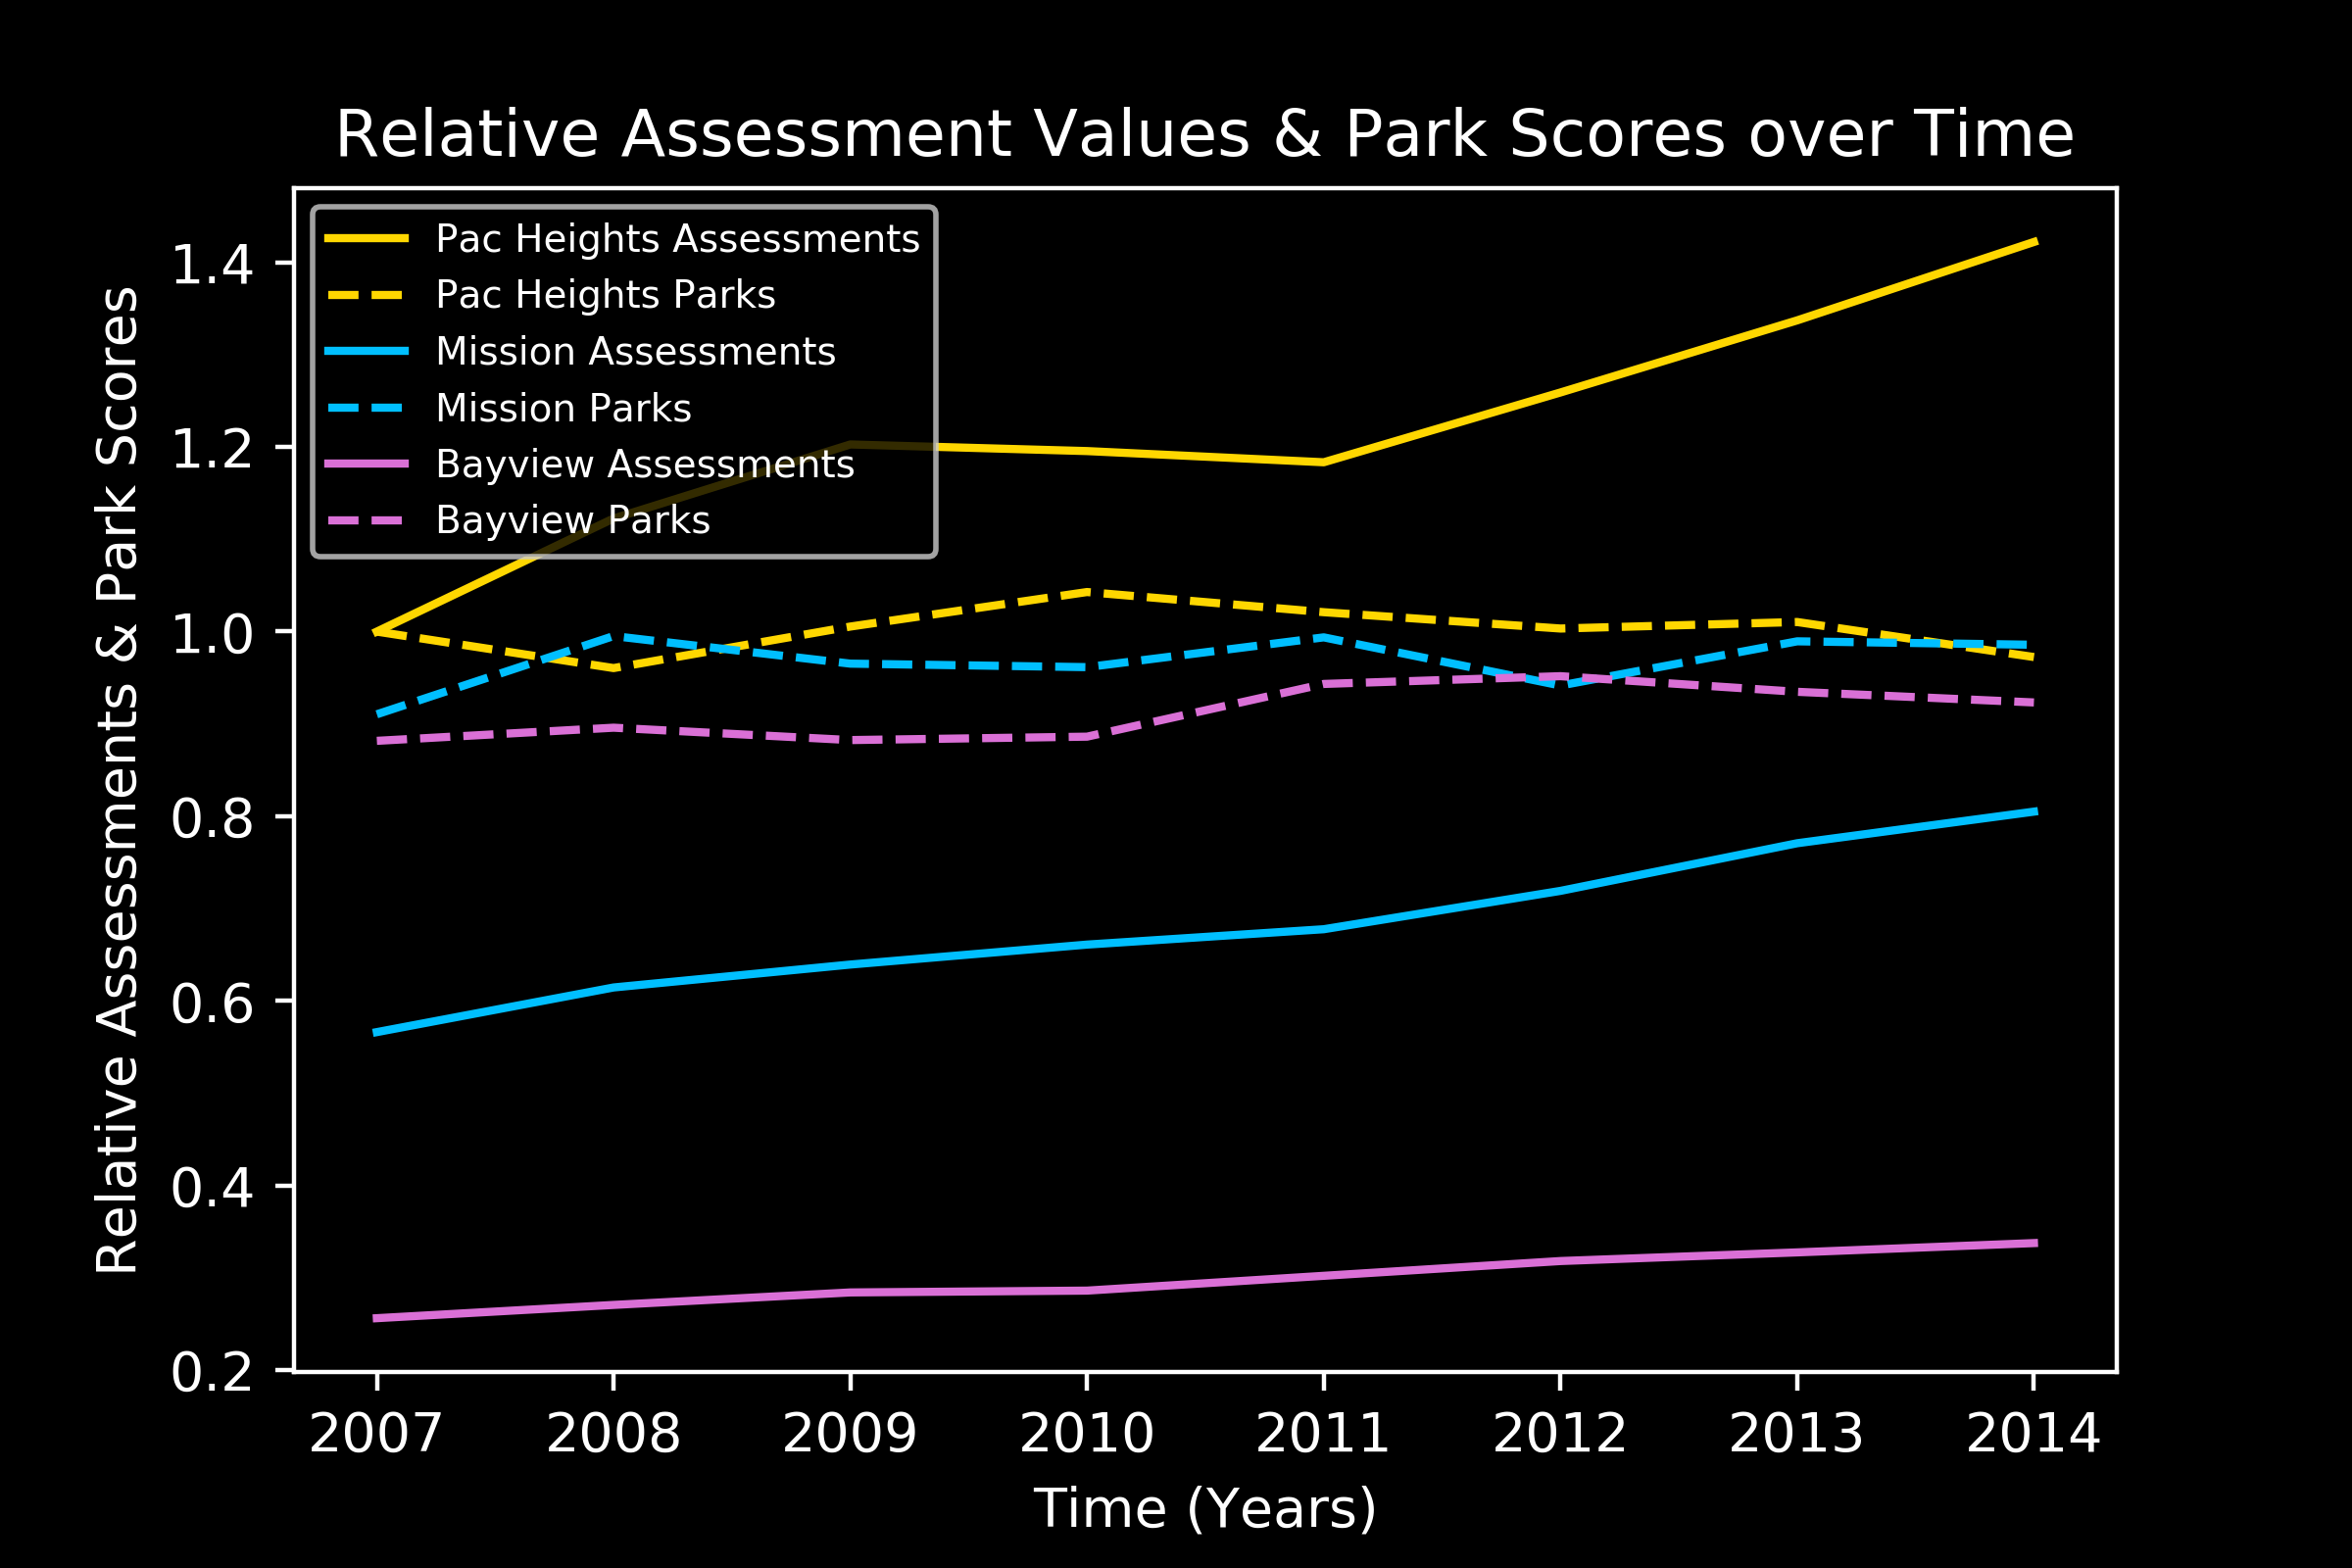 Relative Assessment Values & Park Scores over Time
Pac Heights Assessments
Pac Heights Parks
Mission Assessments
Mission Parks
Bayview Assessments
Bayview Parks
Relative Assessments & Park Scores
1.4
1.2
1.0
0.8
0.6
0.4
0.2
2007 2008 2009 2010 2011 2012 2013 2014
Time (Years)